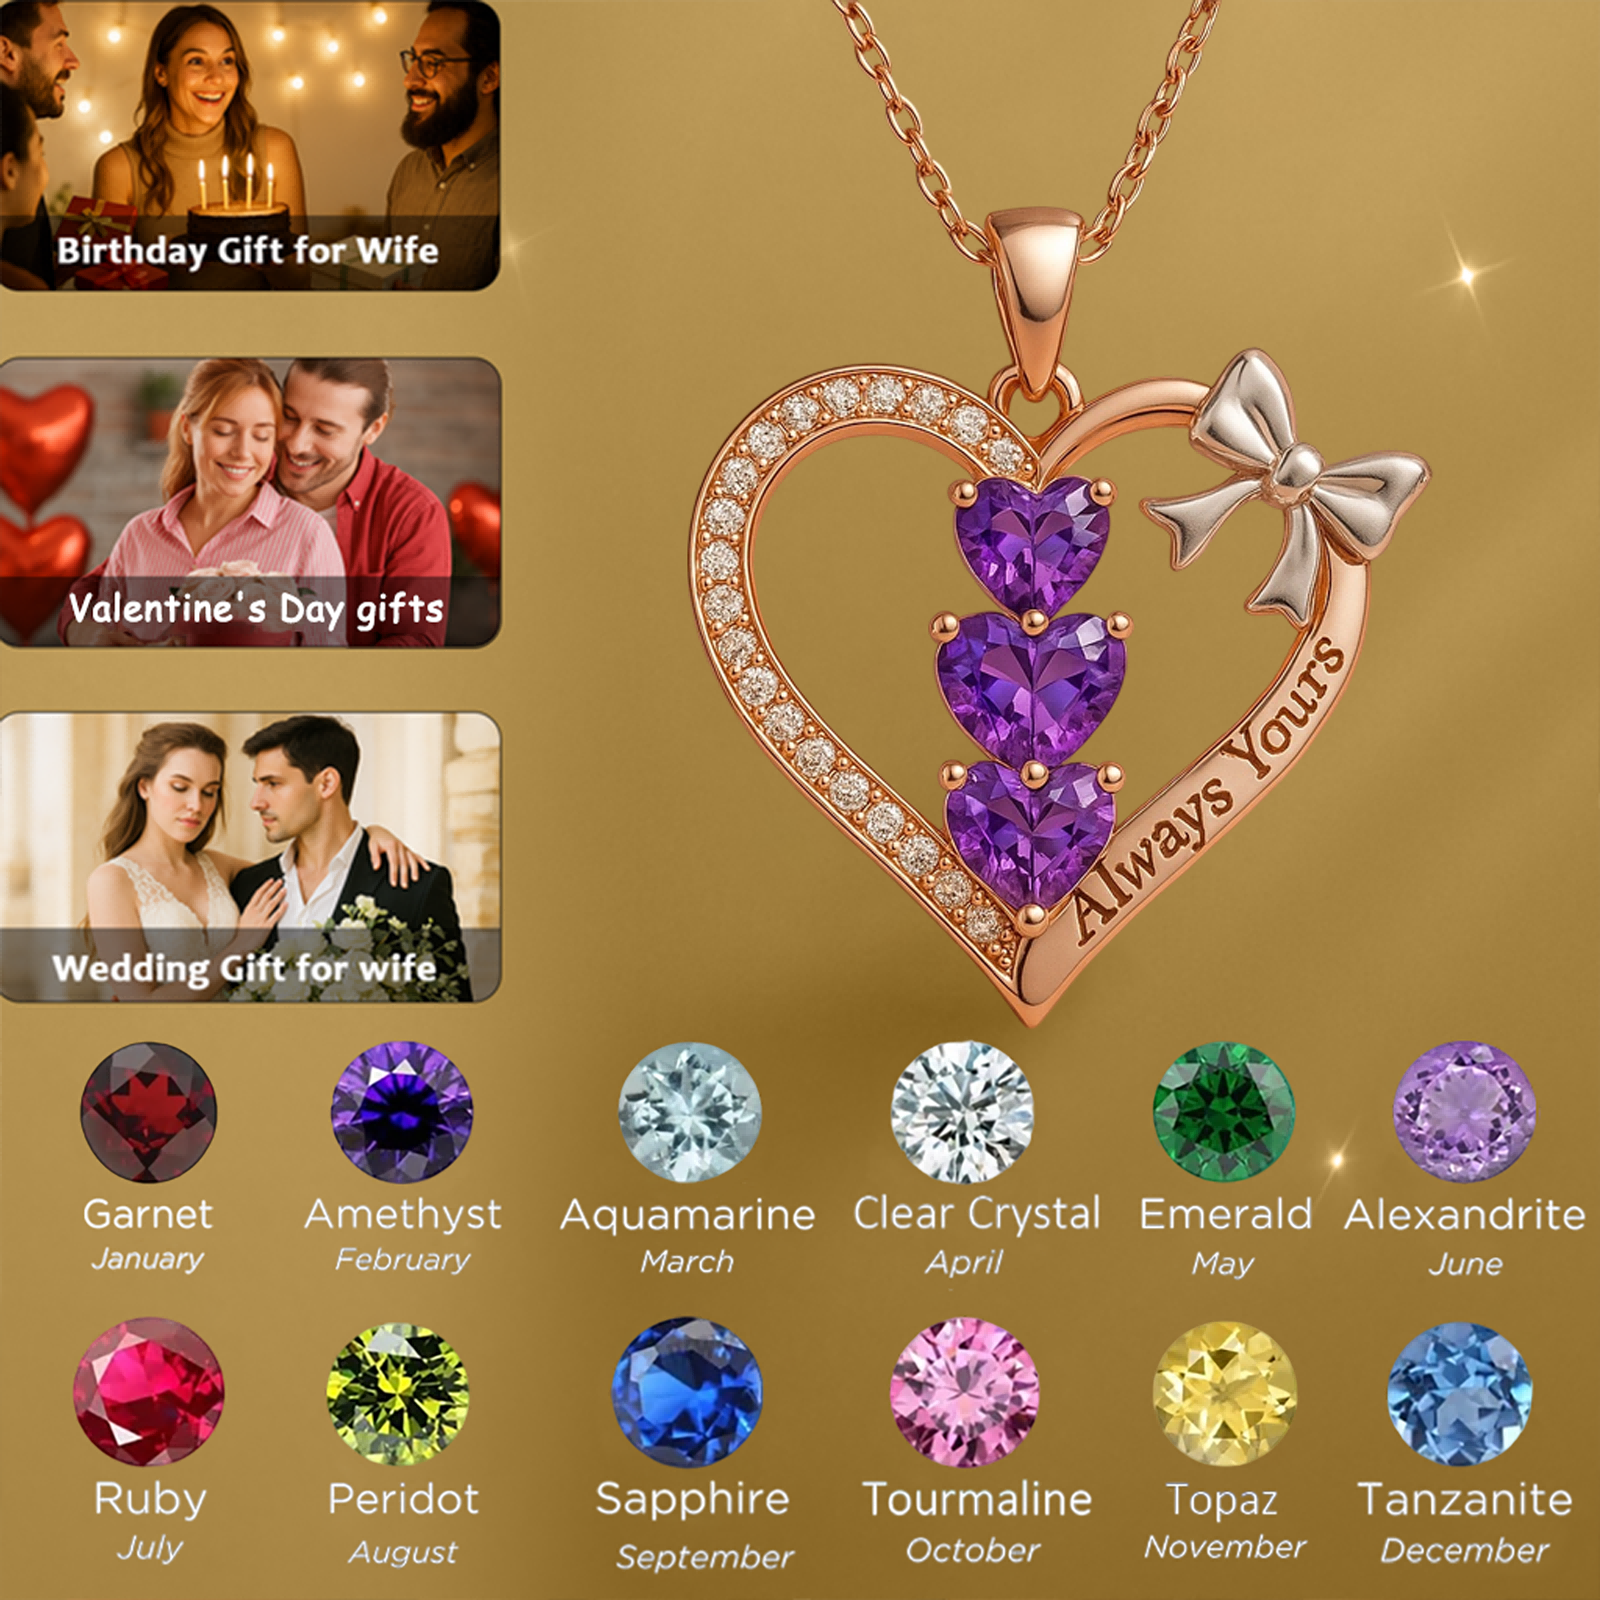 Birthday Gift for Wife
Valentine's Day gifts
Wedding Gift for wife
Always Yours
Garnet
January
Amethyst
February
Aquamarine
March
Clear Crystal
April
Emerald
May
Alexandrite
June
Ruby
July
Peridot
August
Sapphire
September
Tourmaline
October
Topaz
November
Tanzanite
December